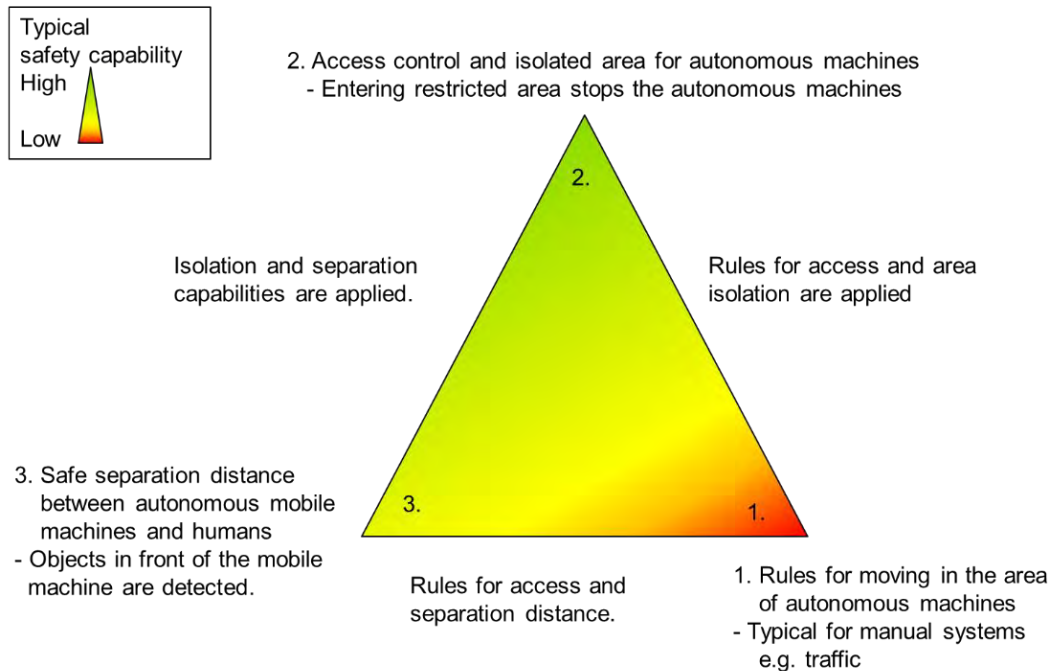 Typical
safety capability
High
Low
2. Access control and isolated area for autonomous machines
- Entering restricted area stops the autonomous machines
2.
Isolation and separation
capabilities are applied.
Rules for access and area
isolation are applied
3. Safe separation distance
between autonomous mobile
machines and humans
- Objects in front of the mobile
machine are detected.
3.
1.
Rules for access and
separation distance.
1. Rules for moving in the area
of autonomous machines
- Typical for manual systems
e.g. traffic